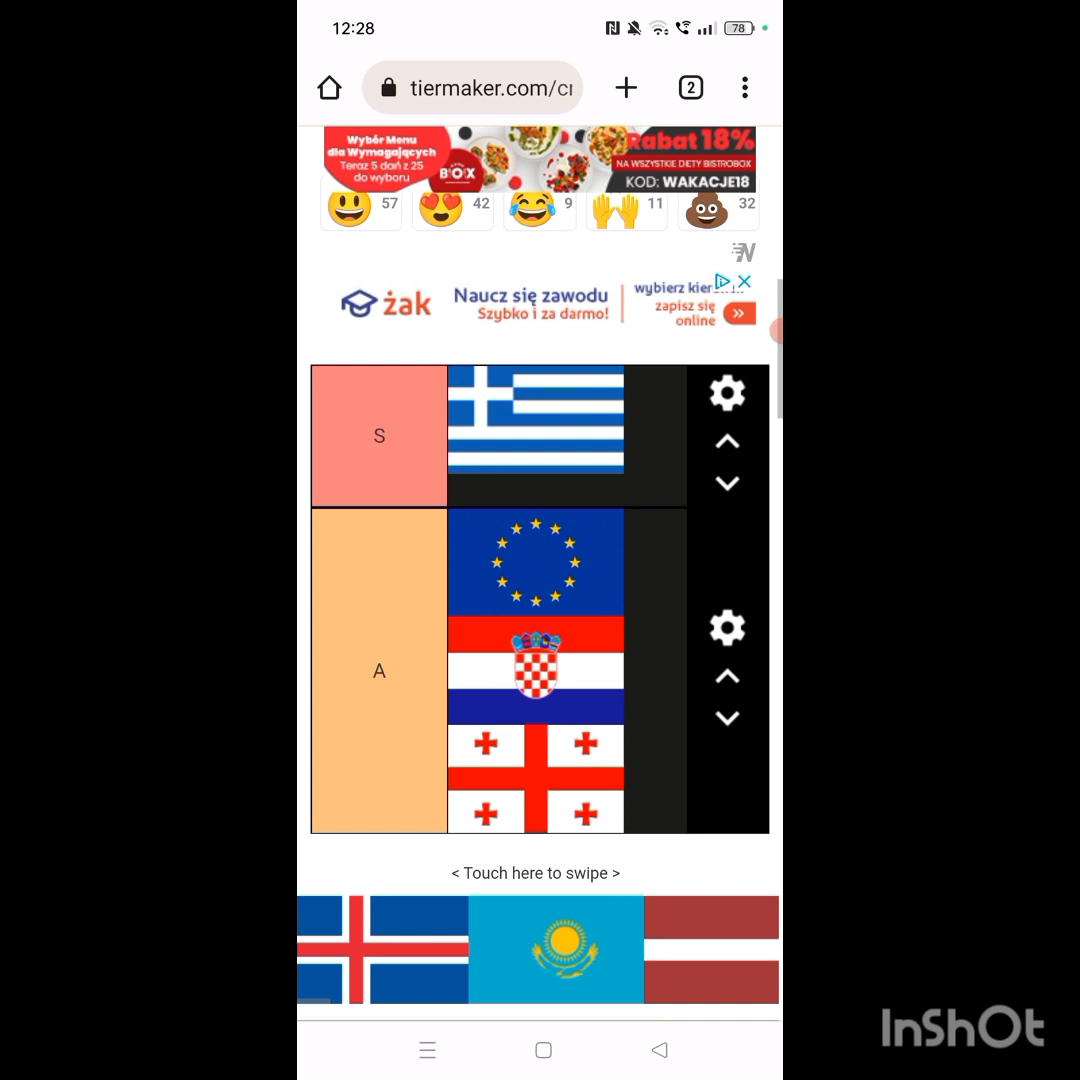 12:28
78
tiermaker.com/cr
2
Wybór Menu
dla Wymagających
Teraz 5 dań z 25
do wyboru
BOX
Rabat 18%
NA WSZYSTKIE DIETY BISTROBOX
KOD: WAKACJE18
57
42
9
11
32
żak
Naucz się zawodu
Szybko i za darmo!
wybierz
zapisz się
online
S
A
< Touch here to swipe >
InShOt